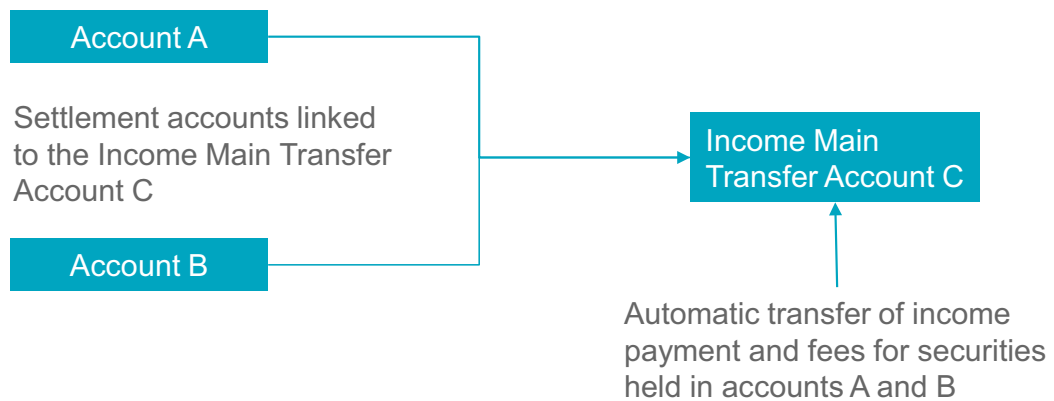 Account A
Settlement accounts linked
to the Income Main Transfer
Account C
Income Main
Transfer Account C
Account B
Automatic transfer of income
payment and fees for securities
held in accounts A and B